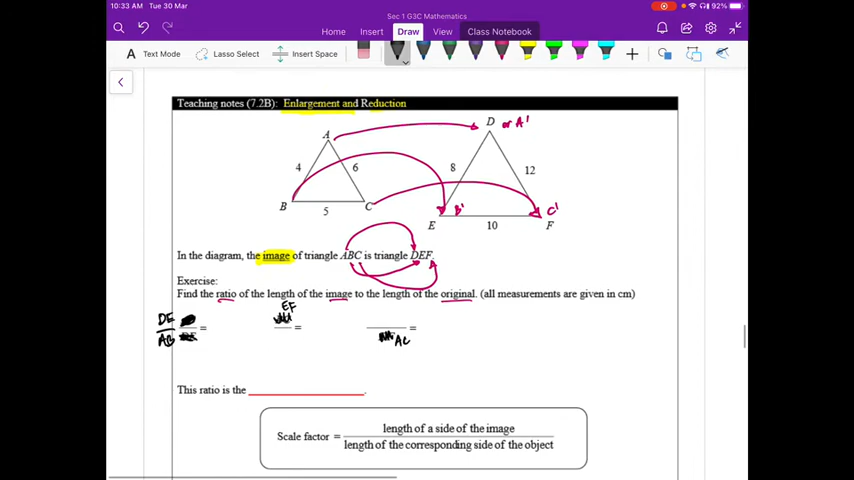 10:33 AM Tue 30 Mar
Sec 1 G3C Mathematics
92%
Home Insert Draw View Class Notebook
A Text Mode Lasso Select Insert Space
Teaching notes (7.2B): Enlargement and Reduction
A
D or A'
4 6 8 12
B C
5
E B' C'
10 F
In the diagram, the image of triangle ABC is triangle DEF.
Exercise:
Find the ratio of the length of the image to the length of the original. (all measurements are given in cm)
DE EF
= = =
AB AC
This ratio is the .
Scale factor = length of a side of the image
length of the corresponding side of the object